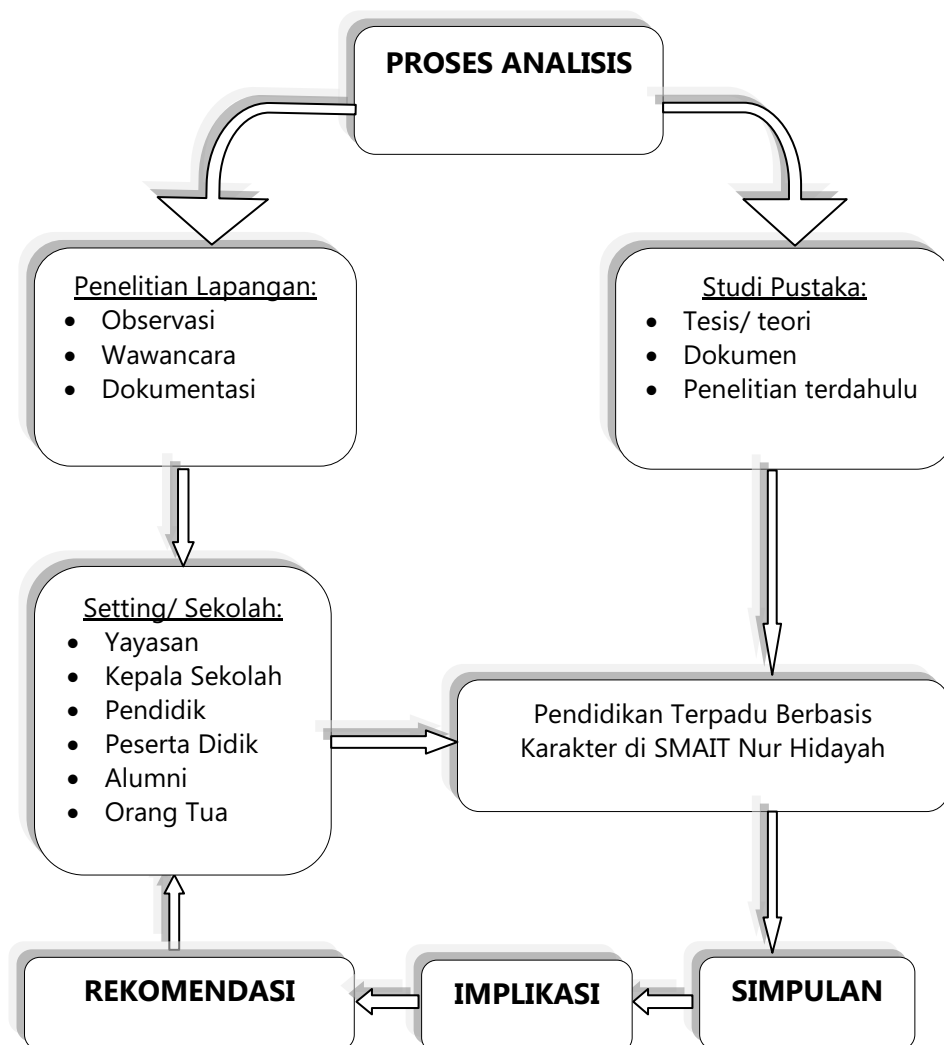 PROSES ANALISIS
Penelitian Lapangan:
• Observasi
• Wawancara
• Dokumentasi
Studi Pustaka:
• Tesis/ teori
• Dokumen
• Penelitian terdahulu
Setting/ Sekolah:
• Yayasan
• Kepala Sekolah
• Pendidik
• Peserta Didik
• Alumni
• Orang Tua
Pendidikan Terpadu Berbasis
Karakter di SMAIT Nur Hidayah
REKOMENDASI
IMPLIKASI
SIMPULAN